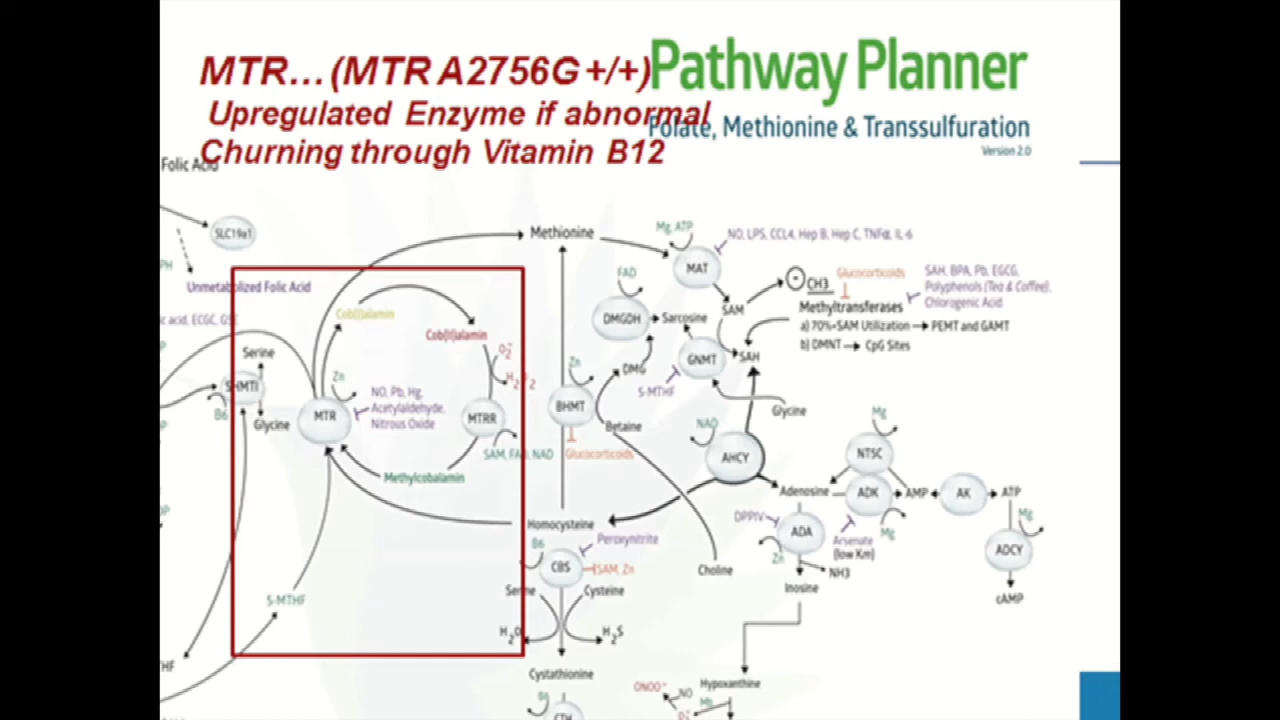 MTR... (MTR A2756G +/+)
Upregulated Enzyme if abnormal
Churning through Vitamin B12
Pathway Planner
Folate, Methionine & Transsulfuration
Version 2.0
Folic Acid
SLC19a1
Unmetabolized Folic Acid
Methionine
Mg, ATP
NO, LPS, CCL4, Hep B, Hep C, TNFα, IL-6
MAT
FAD
CH3
Glucocorticoids
SAH, BPA, Pb, EGCG,
Polyphenols (Tea & Coffee),
Chlorogenic Acid
Methyltransferases
a) 70%+SAM Utilization → PEMT and GAMT
b) DMNT → CpG Sites
SAM
DMGDH
Sarcosine
GNMT
SAH
DMG
5-MTHF
Glycine
Cob(I)alamin
Cob(II)alamin
Serine
SHMT1
B6
Glycine
Zn
MTR
NO, Pb, Hg,
Acetylaldehyde,
Nitrous Oxide
MTRR
SAM, FAD, NAD
Methylcobalamin
Zn
BHMT
Betaine
Glucocorticoids
NAD
AHCY
Mg
NTSC
Adenosine
ADK
AMP
AK
ATP
Mg
Mg
ADCY
cAMP
DPPIV
ADA
Zn
Arsenate
(low Km)
NH3
Inosine
Homocysteine
Peroxynitrite
B6
CBS
SAM, Zn
Choline
Serine
Cysteine
H2O
H2S
5-MTHF
Cystathionine
B6
CTH
ONOO-
NO
Hypoxanthine
Mb